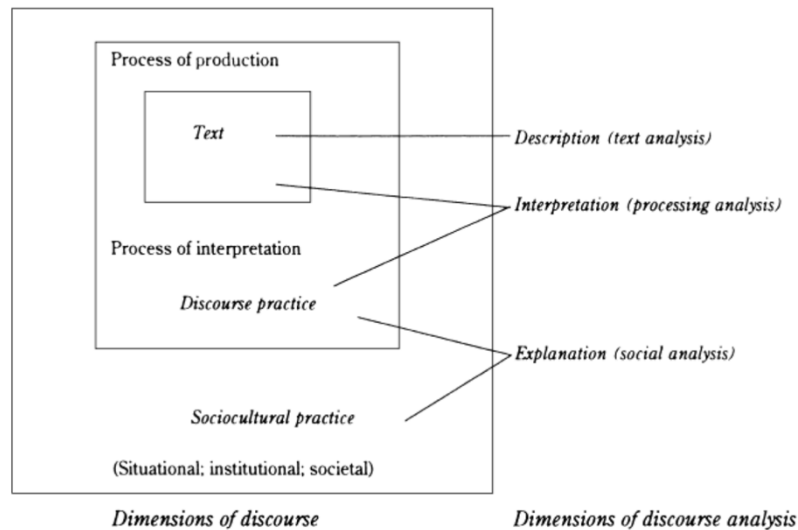 Process of production
Text
Description (text analysis)
Interpretation (processing analysis)
Process of interpretation
Discourse practice
Explanation (social analysis)
Sociocultural practice
(Situational; institutional; societal)
Dimensions of discourse
Dimensions of discourse analysis